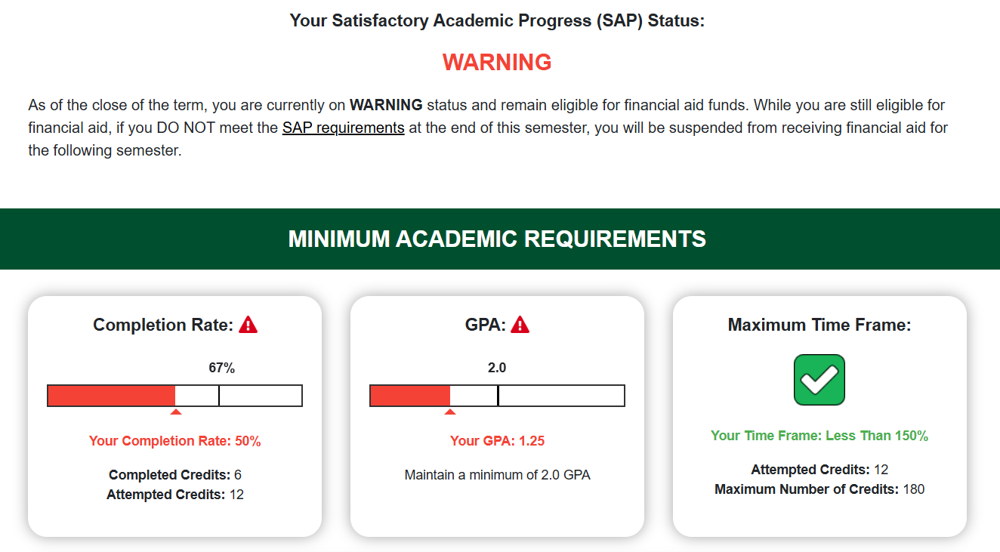 Your Satisfactory Academic Progress (SAP) Status:
WARNING
As of the close of the term, you are currently on WARNING status and remain eligible for financial aid funds. While you are still eligible for
financial aid, if you DO NOT meet the SAP requirements at the end of this semester, you will be suspended from receiving financial aid for
the following semester.
MINIMUM ACADEMIC REQUIREMENTS
Completion Rate:
67%
Your Completion Rate: 50%
Completed Credits: 6
Attempted Credits: 12
GPA:
2.0
Your GPA: 1.25
Maintain a minimum of 2.0 GPA
Maximum Time Frame:
Your Time Frame: Less Than 150%
Attempted Credits: 12
Maximum Number of Credits: 180